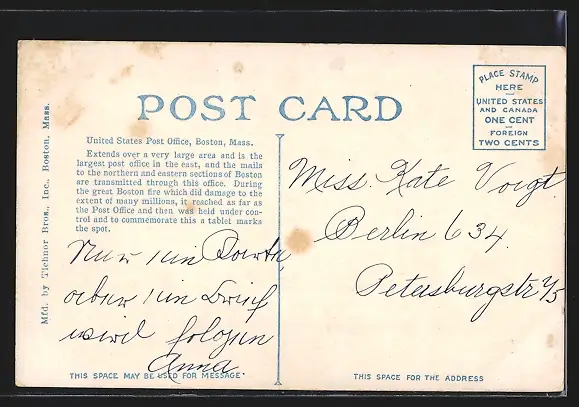 POST CARD
PLACE STAMP
HERE
UNITED STATES
AND CANADA
ONE CENT
FOREIGN
TWO CENTS
Mfd. by Tichnor Bros., Inc., Boston, Mass.
United States Post Office, Boston, Mass.
Extends over a very large area and is the
largest post office in the east, and the mails
to the northern and eastern sections of Boston
are transmitted through this office. During
the great Boston fire which did damage to the
extent of many millions, it reached as far as
the Post Office and then was held under con-
trol and to commemorate this a tablet marks
the spot.
Nur 1 ein Karte,
aber 1 ein Brief
wird folgen
Anna
Miss. Kate Voigt.
Berlin 634.
Petersburgstr
THIS SPACE MAY BE USED FOR MESSAGE.
THIS SPACE FOR THE ADDRESS